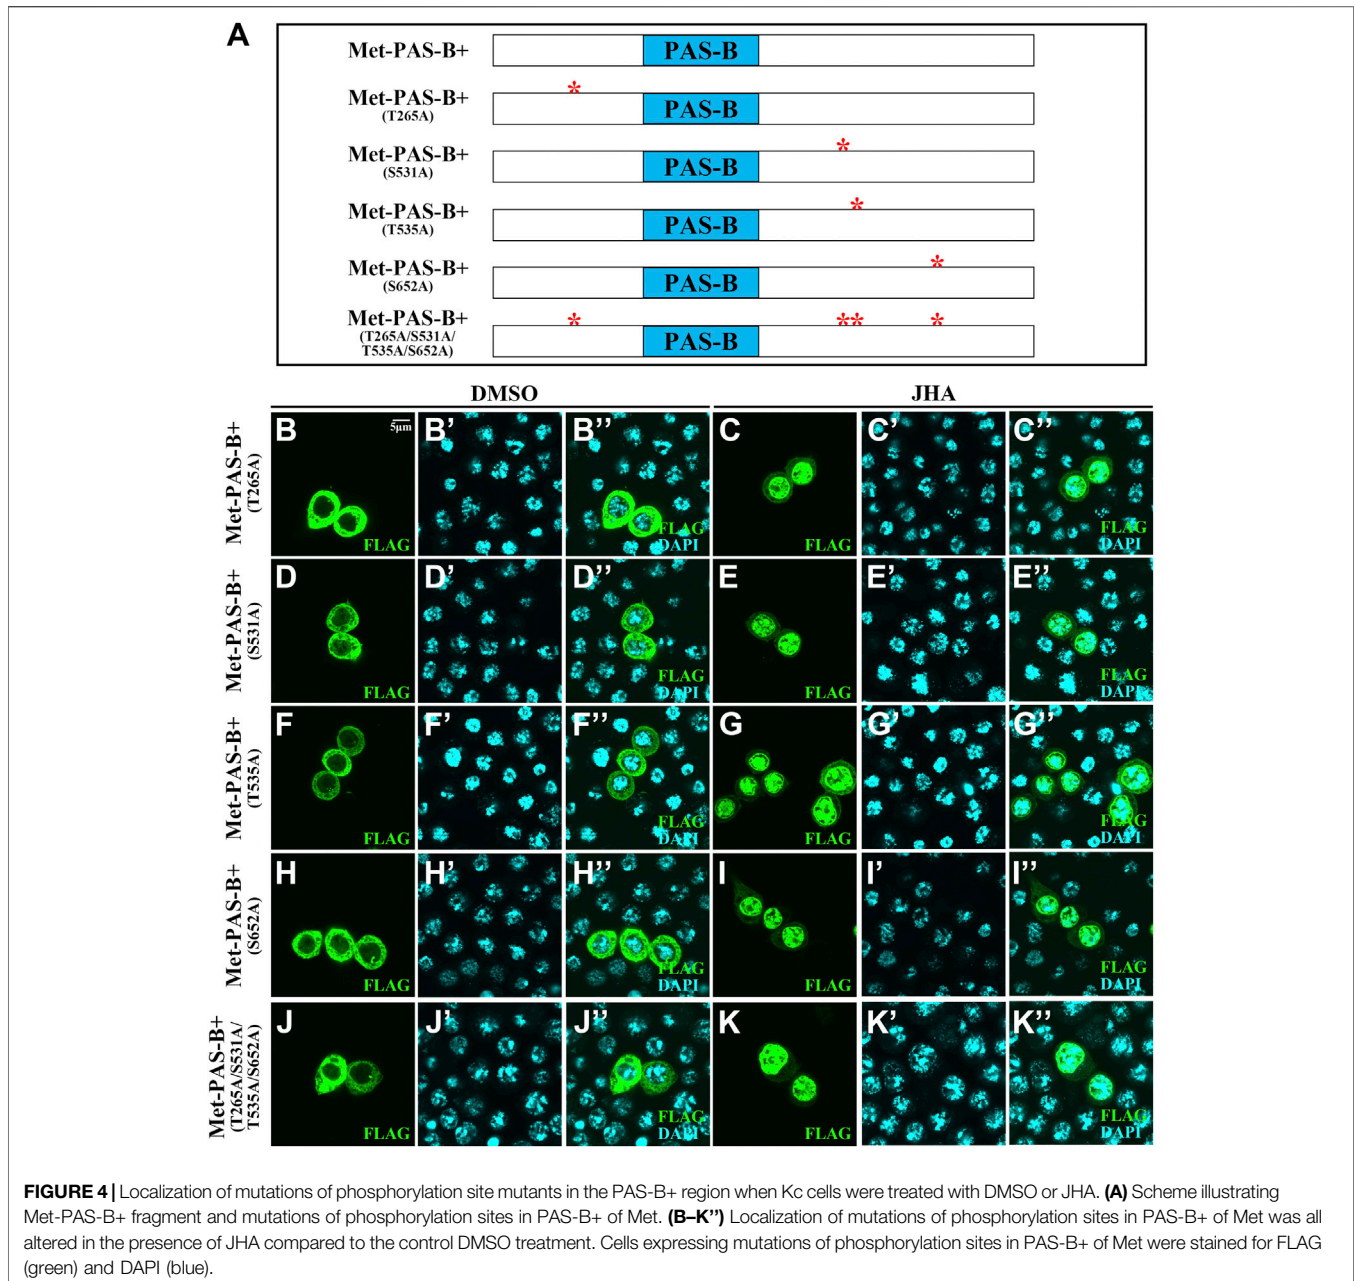 A
Met-PAS-B+
PAS-B
Met-PAS-B+
(T265A)
*
PAS-B
Met-PAS-B+
(S531A)
*
PAS-B
Met-PAS-B+
(T535A)
*
PAS-B
Met-PAS-B+
(S652A)
*
PAS-B
Met-PAS-B+
(T265A/S531A/
T535A/S652A)
* ** *
PAS-B
DMSO
JHA
Met-PAS-B+
(T265A)
B
5µm
FLAG
B’
B’’
FLAG
DAPI
C
FLAG
C’
C’’
FLAG
DAPI
Met-PAS-B+
(S531A)
D
FLAG
D’
D’’
FLAG
DAPI
E
FLAG
E’
E’’
FLAG
DAPI
Met-PAS-B+
(T535A)
F
FLAG
F’
F’’
FLAG
DAPI
G
FLAG
G’
G’’
FLAG
DAPI
Met-PAS-B+
(S652A)
H
FLAG
H’
H’’
FLAG
DAPI
I
FLAG
I’
I’’
FLAG
DAPI
Met-PAS-B+
(T265A/S531A/
T535A/S652A)
J
FLAG
J’
J’’
FLAG
DAPI
K
FLAG
K’
K’’
FLAG
DAPI
FIGURE 4 | Localization of mutations of phosphorylation site mutants in the PAS-B+ region when Kc cells were treated with DMSO or JHA. (A) Scheme illustrating
Met-PAS-B+ fragment and mutations of phosphorylation sites in PAS-B+ of Met. (B–K’’) Localization of mutations of phosphorylation sites in PAS-B+ of Met was all
altered in the presence of JHA compared to the control DMSO treatment. Cells expressing mutations of phosphorylation sites in PAS-B+ of Met were stained for FLAG
(green) and DAPI (blue).